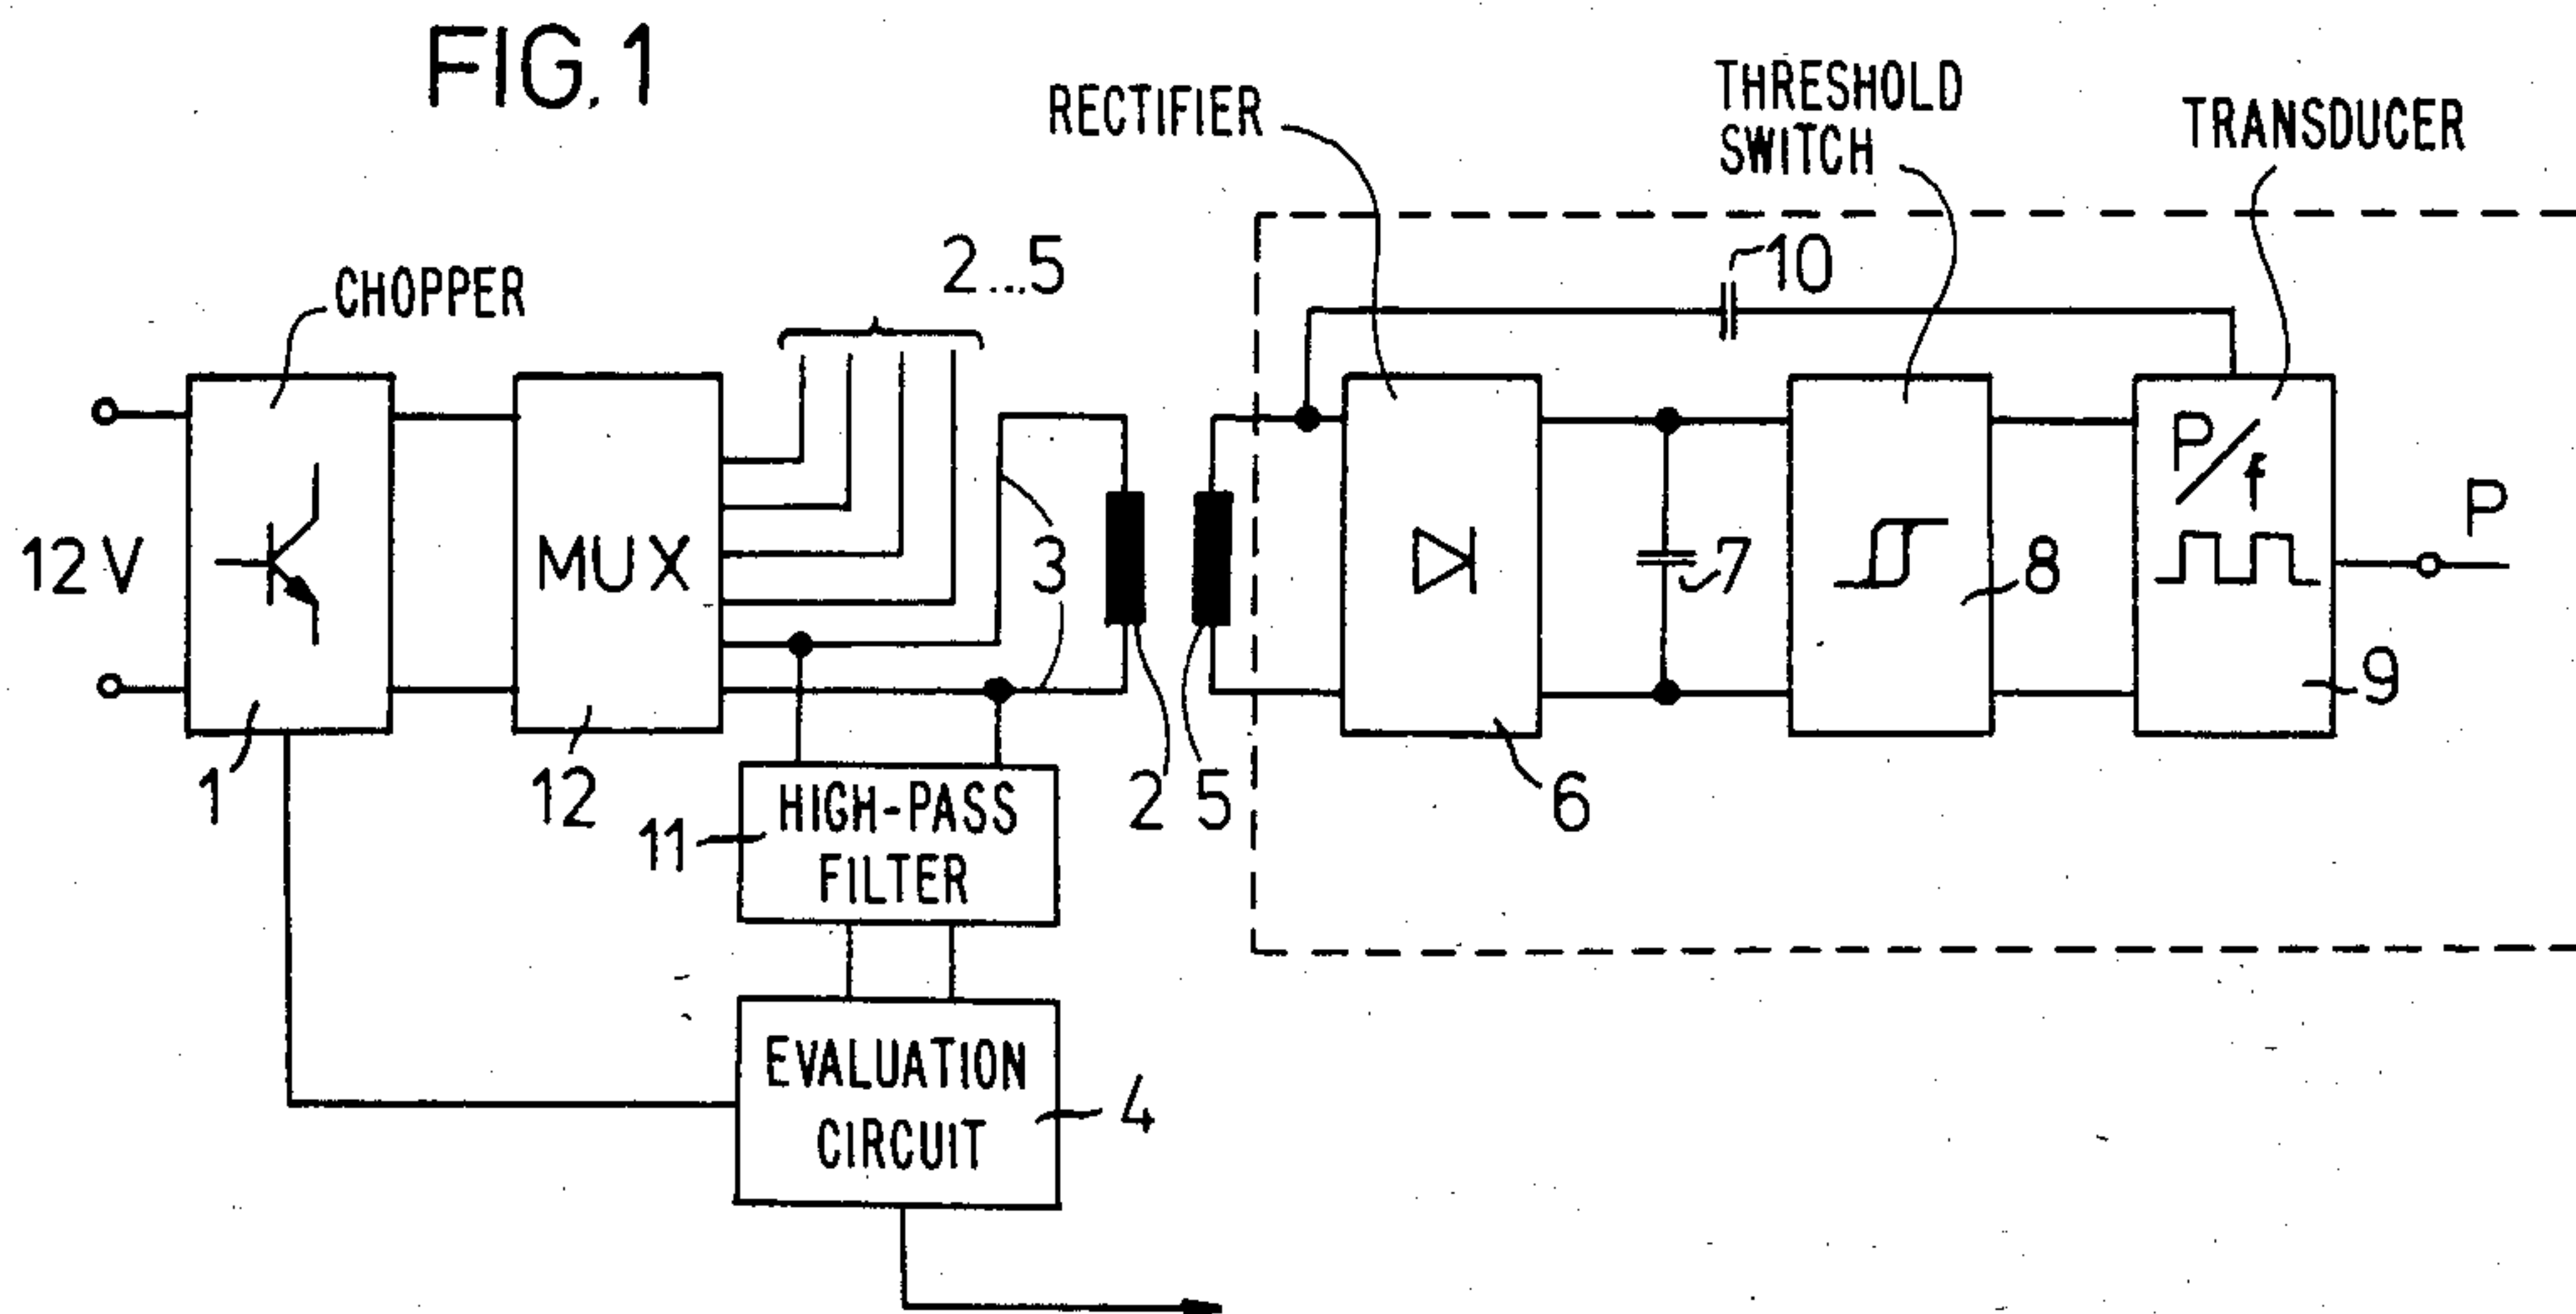 FIG. 1
RECTIFIER
THRESHOLD
SWITCH
TRANSDUCER
CHOPPER
2...5
10
12 V
MUX
3
7
8
P/f
P
9
1
12
11
HIGH-PASS
FILTER
2
5
6
EVALUATION
CIRCUIT
4